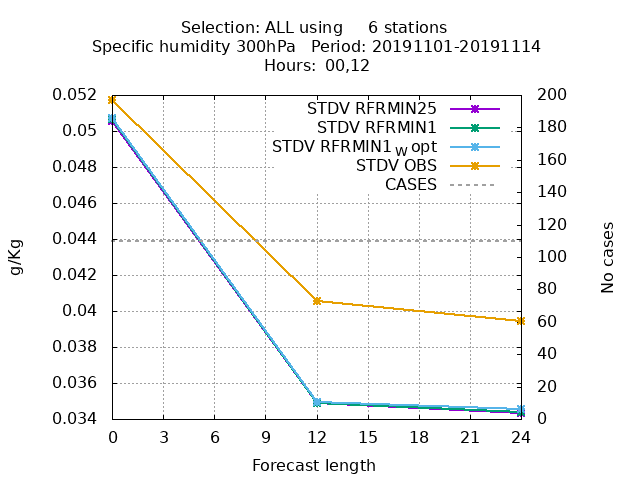 Selection: ALL using     6 stations
Specific humidity 300hPa   Period: 20191101-20191114
Hours: 00,12
0.052
0.05
0.048
0.046
0.044
0.042
0.04
0.038
0.036
0.034
g/Kg
STDV RFRMIN25
STDV RFRMIN1
STDV RFRMIN1_W opt
STDV OBS
CASES
200
180
160
140
120
100
80
60
40
20
0
No cases
0 3 6 9 12 15 18 21 24
Forecast length